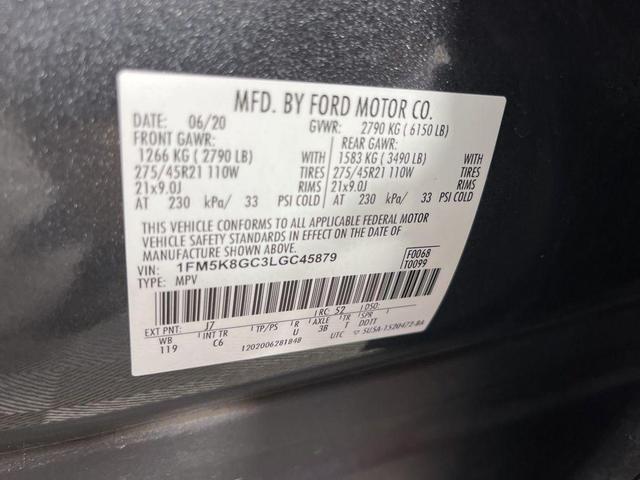 MFD. BY FORD MOTOR CO.
DATE: 06/20 GVWR: 2790 KG ( 6150 LB)
FRONT GAWR: REAR GAWR:
1266 KG ( 2790 LB) WITH 1583 KG ( 3490 LB) WITH
275/45R21 110W TIRES 275/45R21 110W TIRES
21x9.0J RIMS 21x9.0J RIMS
AT 230 kPa/ 33 PSI COLD AT 230 kPa/ 33 PSI COLD
THIS VEHICLE CONFORMS TO ALL APPLICABLE FEDERAL MOTOR
VEHICLE SAFETY STANDARDS IN EFFECT ON THE DATE OF
MANUFACTURE SHOWN ABOVE.
VIN: 1FM5K8GC3LGC45879 F0068
TYPE: MPV T0099
EXT PNT: J7 RC: 52 DSO:
WB INT TR TP/PS R AXLE TR SPR
119 C6 U 3B T DDTT
1202006281848 UTC 5U5A-1520472-BA